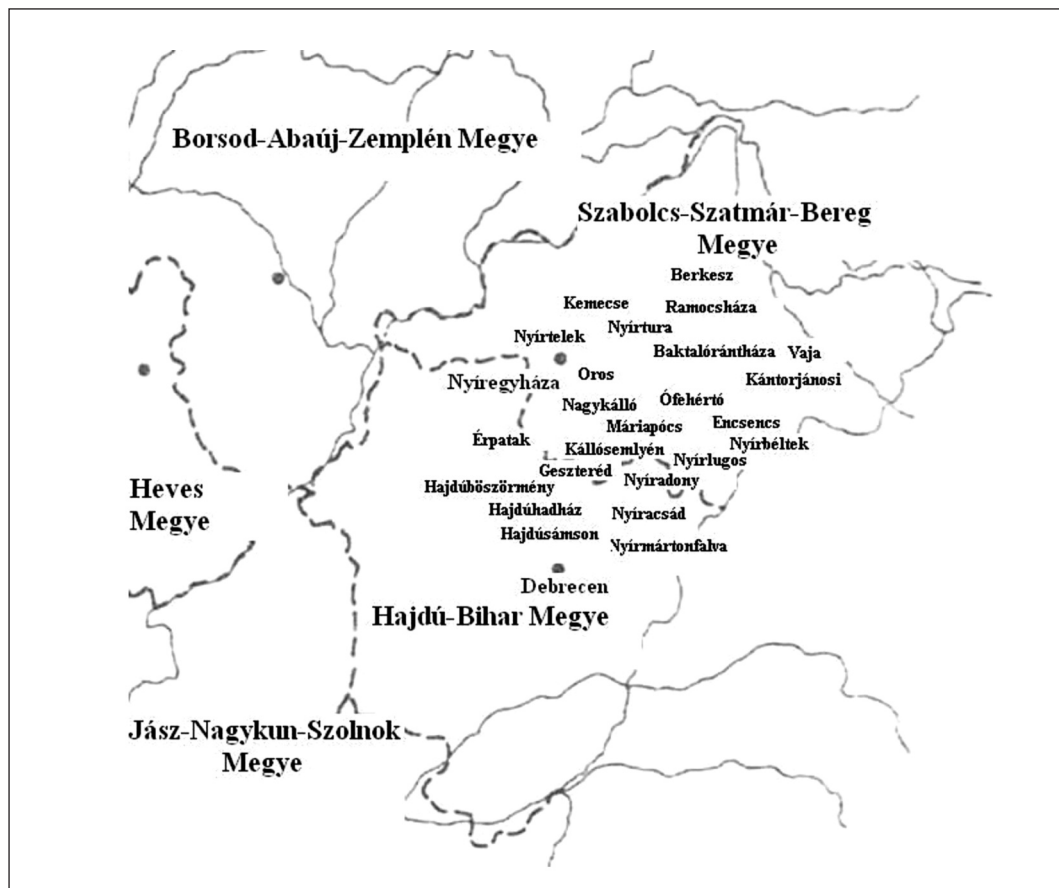 Borsod-Abaúj-Zemplén Megye
Szabolcs-Szatmár-Bereg
Megye
Berkesz
Kemecse
Ramocsháza
Nyírtura
Nyírtelek
Baktalórántháza
Vaja
Nyíregyháza
Oros
Kántorjánosi
Nagykálló
Ófehértó
Máriapócs
Encsencs
Érpatak
Kállósemlyén
Nyírbéltek
Geszteréd
Nyírlugos
Nyíradony
Hajdúböszörmény
Heves
Megye
Hajdúhadház
Nyíracsád
Hajdúsámson
Nyírmártonfalva
Debrecen
Hajdú-Bihar Megye
Jász-Nagykun-Szolnok
Megye